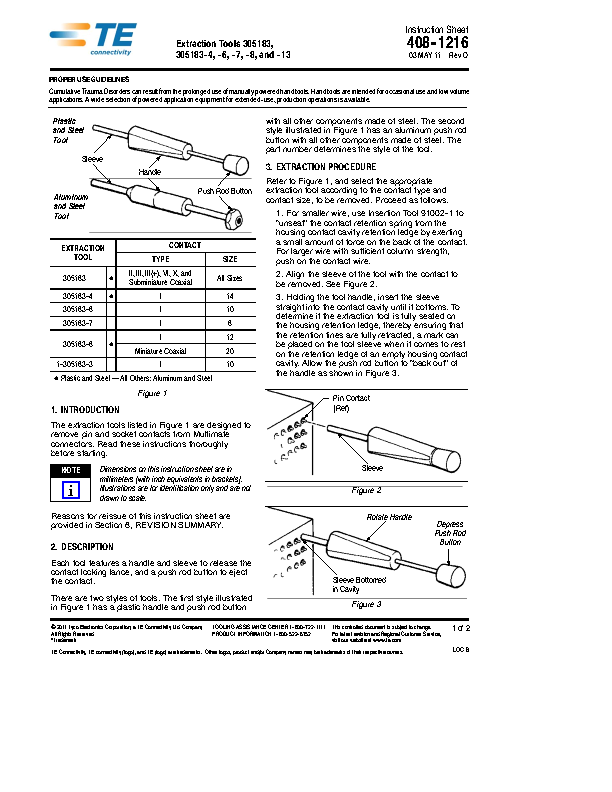 TE
connectivity
Extraction Tools 305183,
305183-4, -6, -7, -8, and -13
Instruction Sheet
408-1216
03 MAY 11 Rev O
PROPER USE GUIDELINES
Cumulative Trauma Disorders can result from the prolonged use of manually powered hand tools. Hand tools are intended for occasional use and low volume
applications. A wide selection of powered application equipment for extended-use, production operations is available.
Plastic
and Steel
Tool
Sleeve
Handle
Push Rod Button
Aluminum
and Steel
Tool
EXTRACTION
TOOL
CONTACT
TYPE
SIZE
305183
●
II, III, III(+), VI, X, and
Subminiature Coaxial
All Sizes
305183-4 ● I 14
305183-6 I 10
305183-7 I 8
305183-8 ●
I 12
Miniature Coaxial 20
1-305183-3 I 10
● Plastic and Steel — All Others: Aluminum and Steel
Figure 1
1. INTRODUCTION
The extraction tools listed in Figure 1 are designed to
remove pin and socket contacts from Multimate
connectors. Read these instructions thoroughly
before starting.
NOTE
i
Dimensions on this instruction sheet are in
millimeters [with inch equivalents in brackets].
Illustrations are for identification only and are not
drawn to scale.
Reasons for reissue of this instruction sheet are
provided in Section 6, REVISION SUMMARY.
2. DESCRIPTION
Each tool features a handle and sleeve to release the
contact locking lance, and a push rod button to eject
the contact.
There are two styles of tools. The first style illustrated
in Figure 1 has a plastic handle and push rod button
with all other components made of steel. The second
style illustrated in Figure 1 has an aluminum push rod
button with all other components made of steel. The
part number determines the style of the tool.
3. EXTRACTION PROCEDURE
Refer to Figure 1, and select the appropriate
extraction tool according to the contact type and
contact size, to be removed. Proceed as follows.
1. For smaller wire, use Insertion Tool 91002-1 to
"unseat" the contact retention spring from the
housing contact cavity retention ledge by exerting
a small amount of force on the back of the contact.
For larger wire with sufficient column strength,
push on the contact wire.
2. Align the sleeve of the tool with the contact to
be removed. See Figure 2.
3. Holding the tool handle, insert the sleeve
straight into the contact cavity until it bottoms. To
determine if the extraction tool is fully seated on
the housing retention ledge, thereby ensuring that
the retention tines are fully retracted, a mark can
be placed on the tool sleeve when it comes to rest
on the retention ledge of an empty housing contact
cavity. Allow the push rod to "back out" of
the handle as shown in Figure 3.
Pin Contact
(Ref)
Sleeve
Figure 2
Rotate Handle
Depress
Push Rod
Button
Sleeve Bottomed
in Cavity
Figure 3
© 2011 Tyco Electronics Corporation, a TE Connectivity Ltd. Company
All Rights Reserved
*Trademark
TOOLING ASSISTANCE CENTER 1-800-722-1111
PRODUCT INFORMATION 1-800-522-6752
This controlled document is subject to change.
For latest revision and Regional Customer Service,
visit our website at www.te.com
1 of 2
TE Connectivity, TE connectivity (logo), and TE (logo) are trademarks. Other logos, product and/or Company names may be trademarks of their respective owners.
LOC B